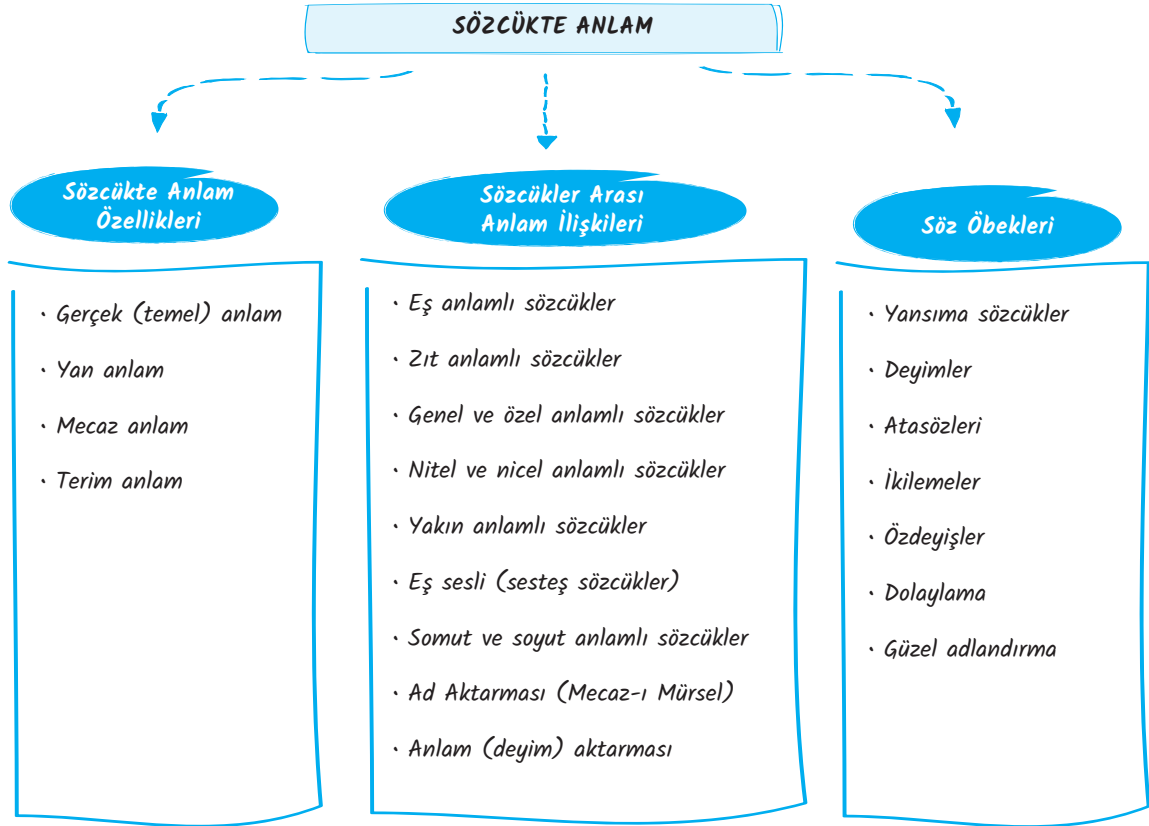 SÖZCÜKTE ANLAM
Sözcükte Anlam
Özellikleri
· Gerçek (temel) anlam
· Yan anlam
· Mecaz anlam
· Terim anlam
Sözcükler Arası
Anlam İlişkileri
· Eş anlamlı sözcükler
· Zıt anlamlı sözcükler
· Genel ve özel anlamlı sözcükler
· Nitel ve nicel anlamlı sözcükler
· Yakın anlamlı sözcükler
· Eş sesli (sesteş sözcükler)
· Somut ve soyut anlamlı sözcükler
· Ad Aktarması (Mecaz-ı Mürsel)
· Anlam (deyim) aktarması
Söz Öbekleri
· Yansıma sözcükler
· Deyimler
· Atasözleri
· İkilemeler
· Özdeyişler
· Dolaylama
· Güzel adlandırma